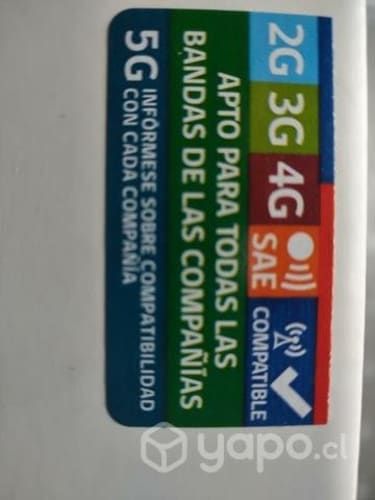 2G 3G 4G SAE COMPATIBLE
APTO PARA TODAS LAS
BANDAS DE LAS COMPAÑÍAS
5G INFÓRMESE SOBRE COMPATIBILIDAD
CON CADA COMPAÑÍA
yapo.cl